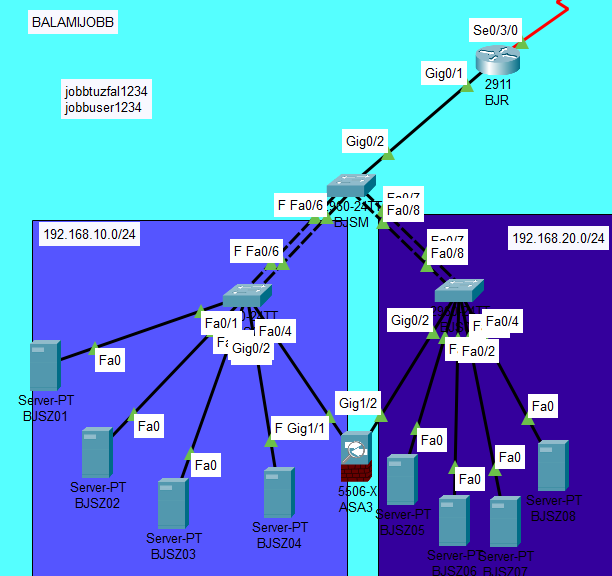 BALAMIJOBB
Se0/3/0
jobbtuzfal1234
jobbuser1234
Gig0/1
2911
BJR
Gig0/2
F Fa0/6
Fa0/8
BJSM
192.168.10.0/24
192.168.20.0/24
F Fa0/6
Fa0/8
Fa0/1
Fa0/4
Gig0/2
Gig0/2
Fa0/4
Fa0/2
Fa0
Server-PT
BJSZ01
Fa0
Server-PT
BJSZ02
Fa0
Server-PT
BJSZ03
F Gig1/1
Server-PT
BJSZ04
Gig1/2
5506-X
ASA3
Fa0
Server-PT
BJSZ05
Fa0
Server-PT
BJSZ06
Fa0
Server-PT
BJSZ07
Fa0
Server-PT
BJSZ08